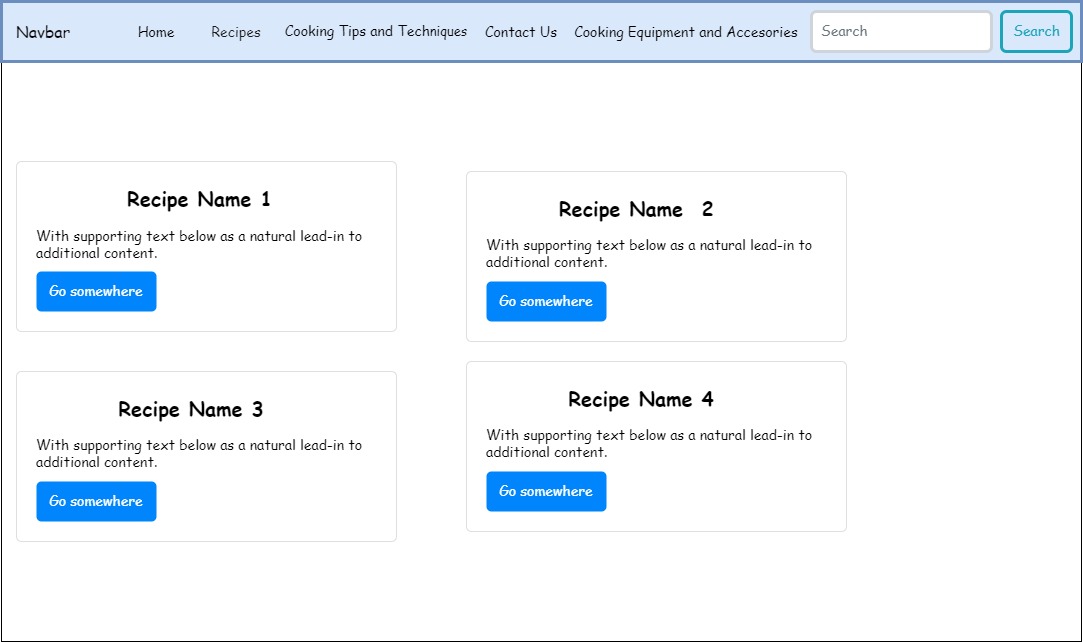 Navbar Home Recipes Cooking Tips and Techniques Contact Us Cooking Equipment and Accesories Search Search
Recipe Name 1
With supporting text below as a natural lead-in to
additional content.
Go somewhere
Recipe Name 2
With supporting text below as a natural lead-in to
additional content.
Go somewhere
Recipe Name 3
With supporting text below as a natural lead-in to
additional content.
Go somewhere
Recipe Name 4
With supporting text below as a natural lead-in to
additional content.
Go somewhere